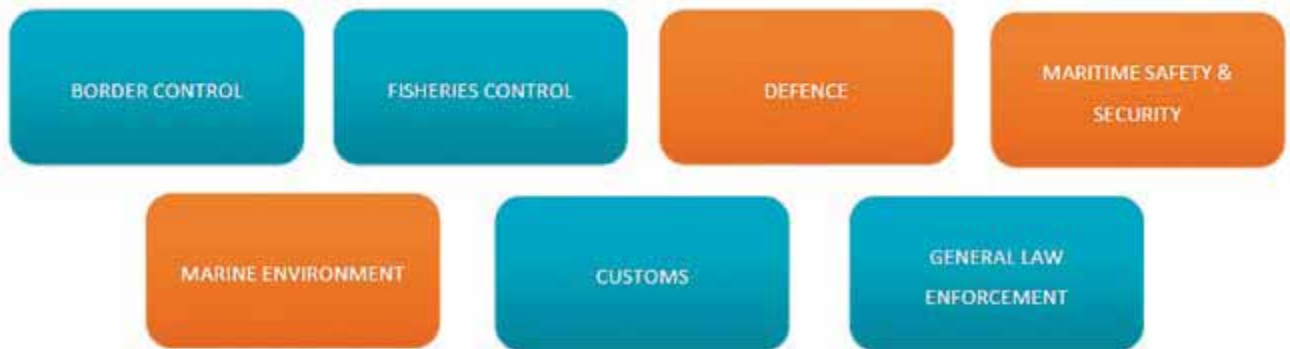 BORDER CONTROL
FISHERIES CONTROL
DEFENCE
MARITIME SAFETY &
SECURITY
MARINE ENVIRONMENT
CUSTOMS
GENERAL LAW
ENFORCEMENT